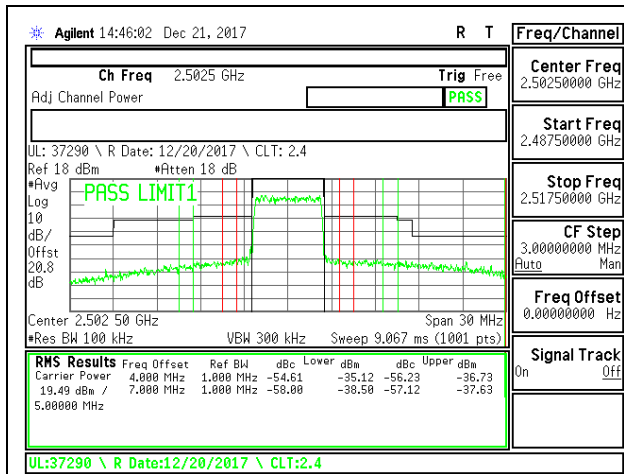 Agilent 14:46:02 Dec 21, 2017 R T
Ch Freq 2.5025 GHz Trig Free
Adj Channel Power PASS
UL: 37290 \ R Date: 12/20/2017 \ CLT: 2.4
Ref 18 dBm #Atten 18 dB
#Avg
Log
10
dB/
Offst
20.8
dB
PASS LIMIT1
Center 2.502 50 GHz Span 30 MHz
#Res BW 100 kHz VBW 300 kHz Sweep 9.067 ms (1001 pts)
RMS Results Freq Offset Ref BW dBc Lower dBm dBc Upper dBm
Carrier Power 4.000 MHz 1.000 MHz -54.61 -35.12 -56.23 -36.73
19.49 dBm / 7.000 MHz 1.000 MHz -58.00 -38.50 -57.12 -37.63
5.00000 MHz
UL:37290 \ R Date:12/20/2017 \ CLT:2.4
Freq/Channel
Center Freq
2.50250000 GHz
Start Freq
2.48750000 GHz
Stop Freq
2.51750000 GHz
CF Step
3.00000000 MHz
Auto Man
Freq Offset
0.00000000 Hz
Signal Track
On Off